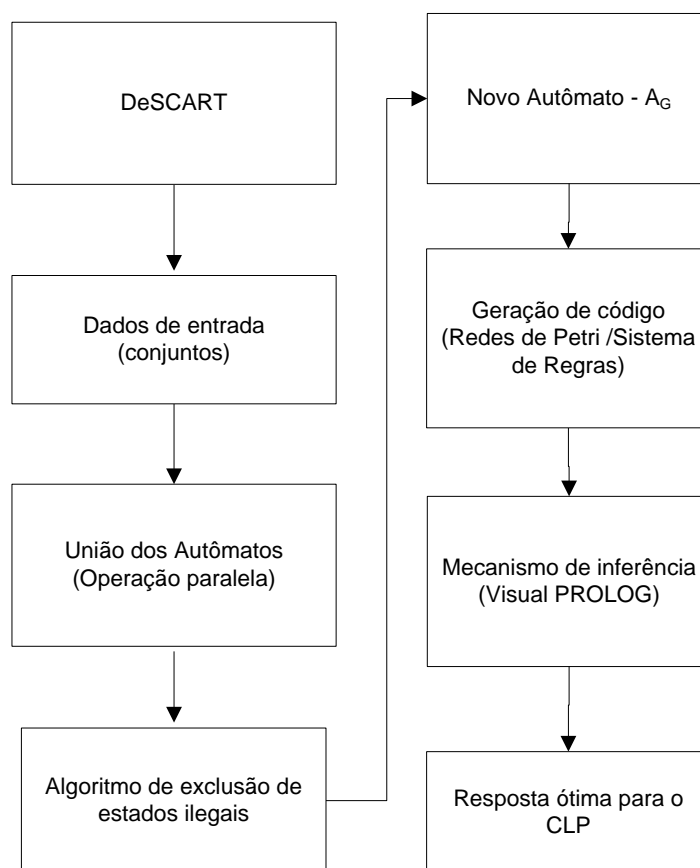 DeSCART
Dados de entrada
(conjuntos)
União dos Autômatos
(Operação paralela)
Algoritmo de exclusão de
estados ilegais
Novo Autômato - AG
Geração de código
(Redes de Petri /Sistema
de Regras)
Mecanismo de inferência
(Visual PROLOG)
Resposta ótima para o
CLP